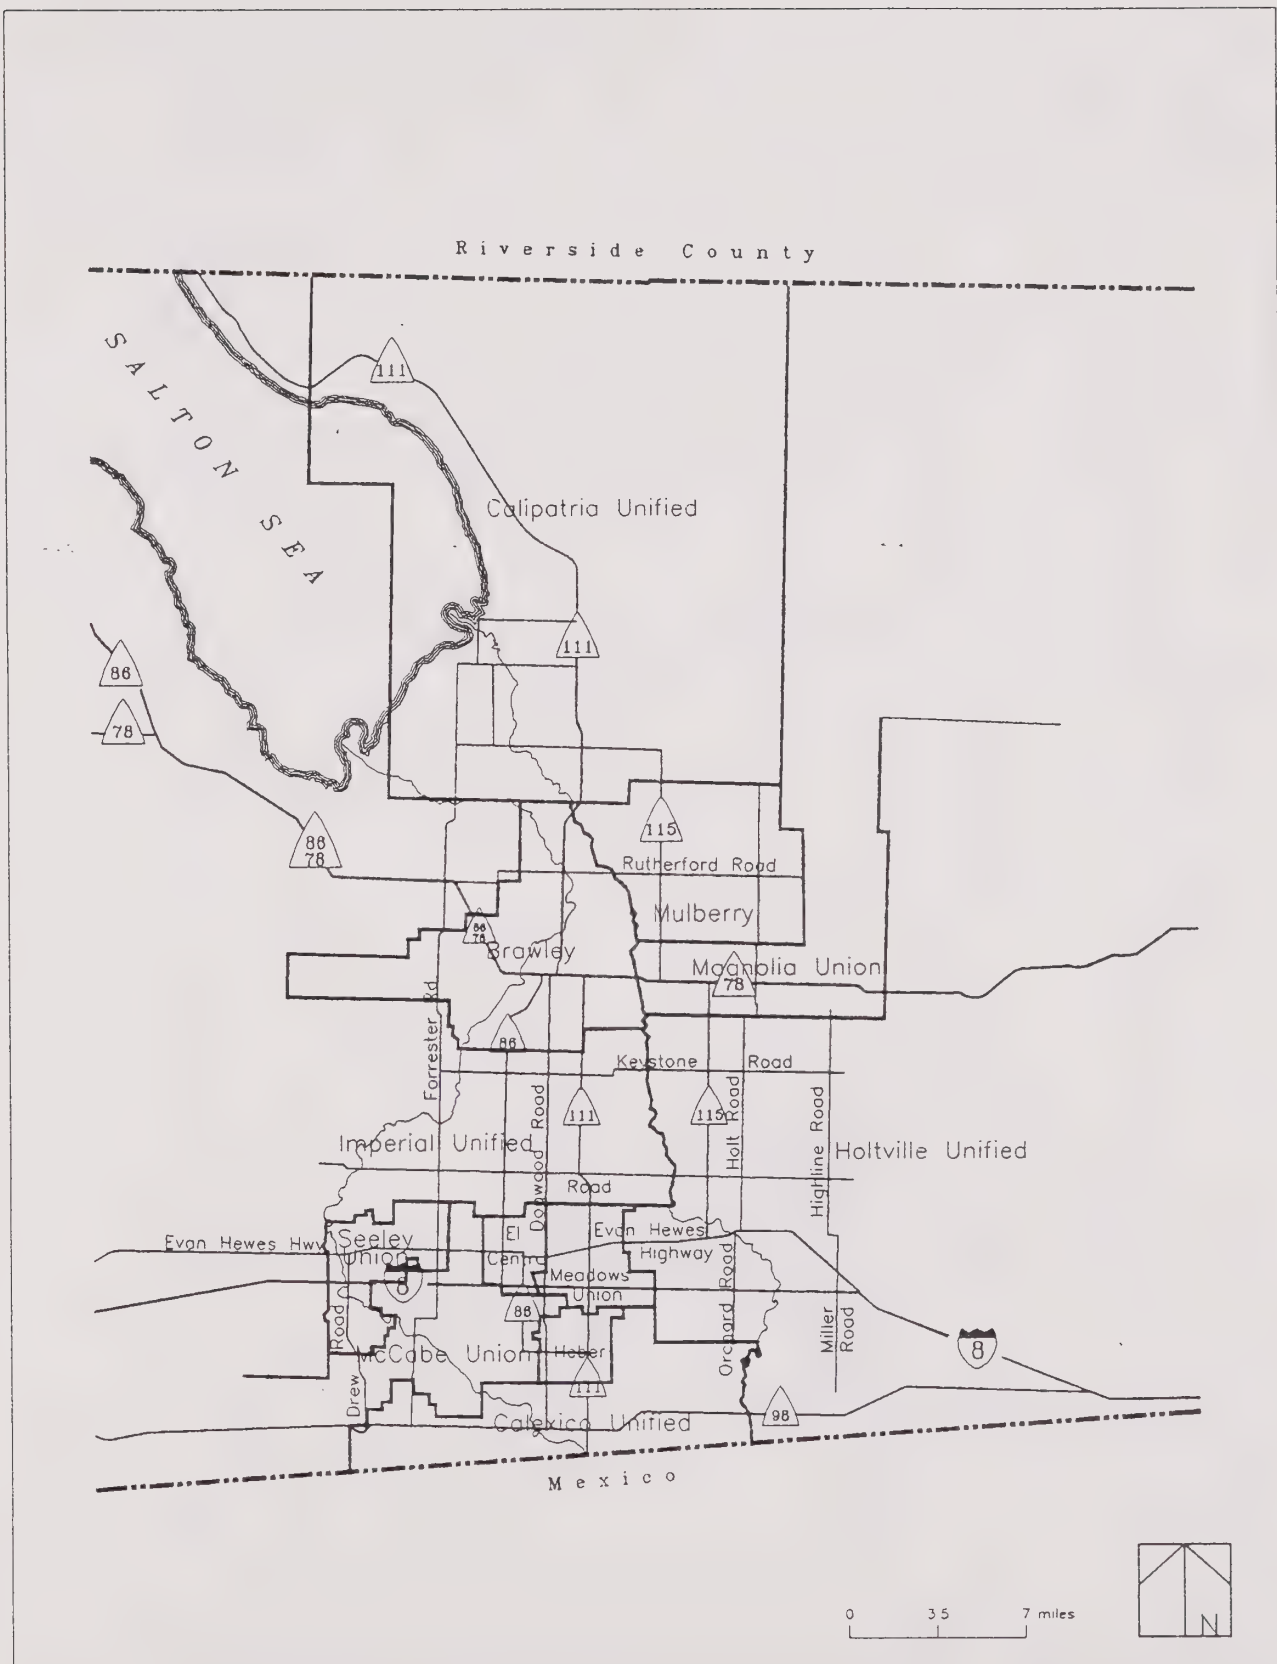 Riverside County
SALTON SEA
111
Calipatria Unified
111
86
78
86
78
115
Rutherford Road
Mulberry
86
78
Brawley
Magnolia Union
78
Forrester Rd
86
Keystone Road
111
115
Dogwood Road
Holt Road
Highline Road
Imperial Unified
Holtville Unified
Road
Evan Hewes Hwy
Seeley
Union
El
Centro
Evan Hewes
Highway
8
Meadows
Union
86
Road
Drew
McCabe Union
Heber
Orchard Road
Miller
Road
8
111
98
Calexico Unified
Mexico
0 3.5 7 miles
N